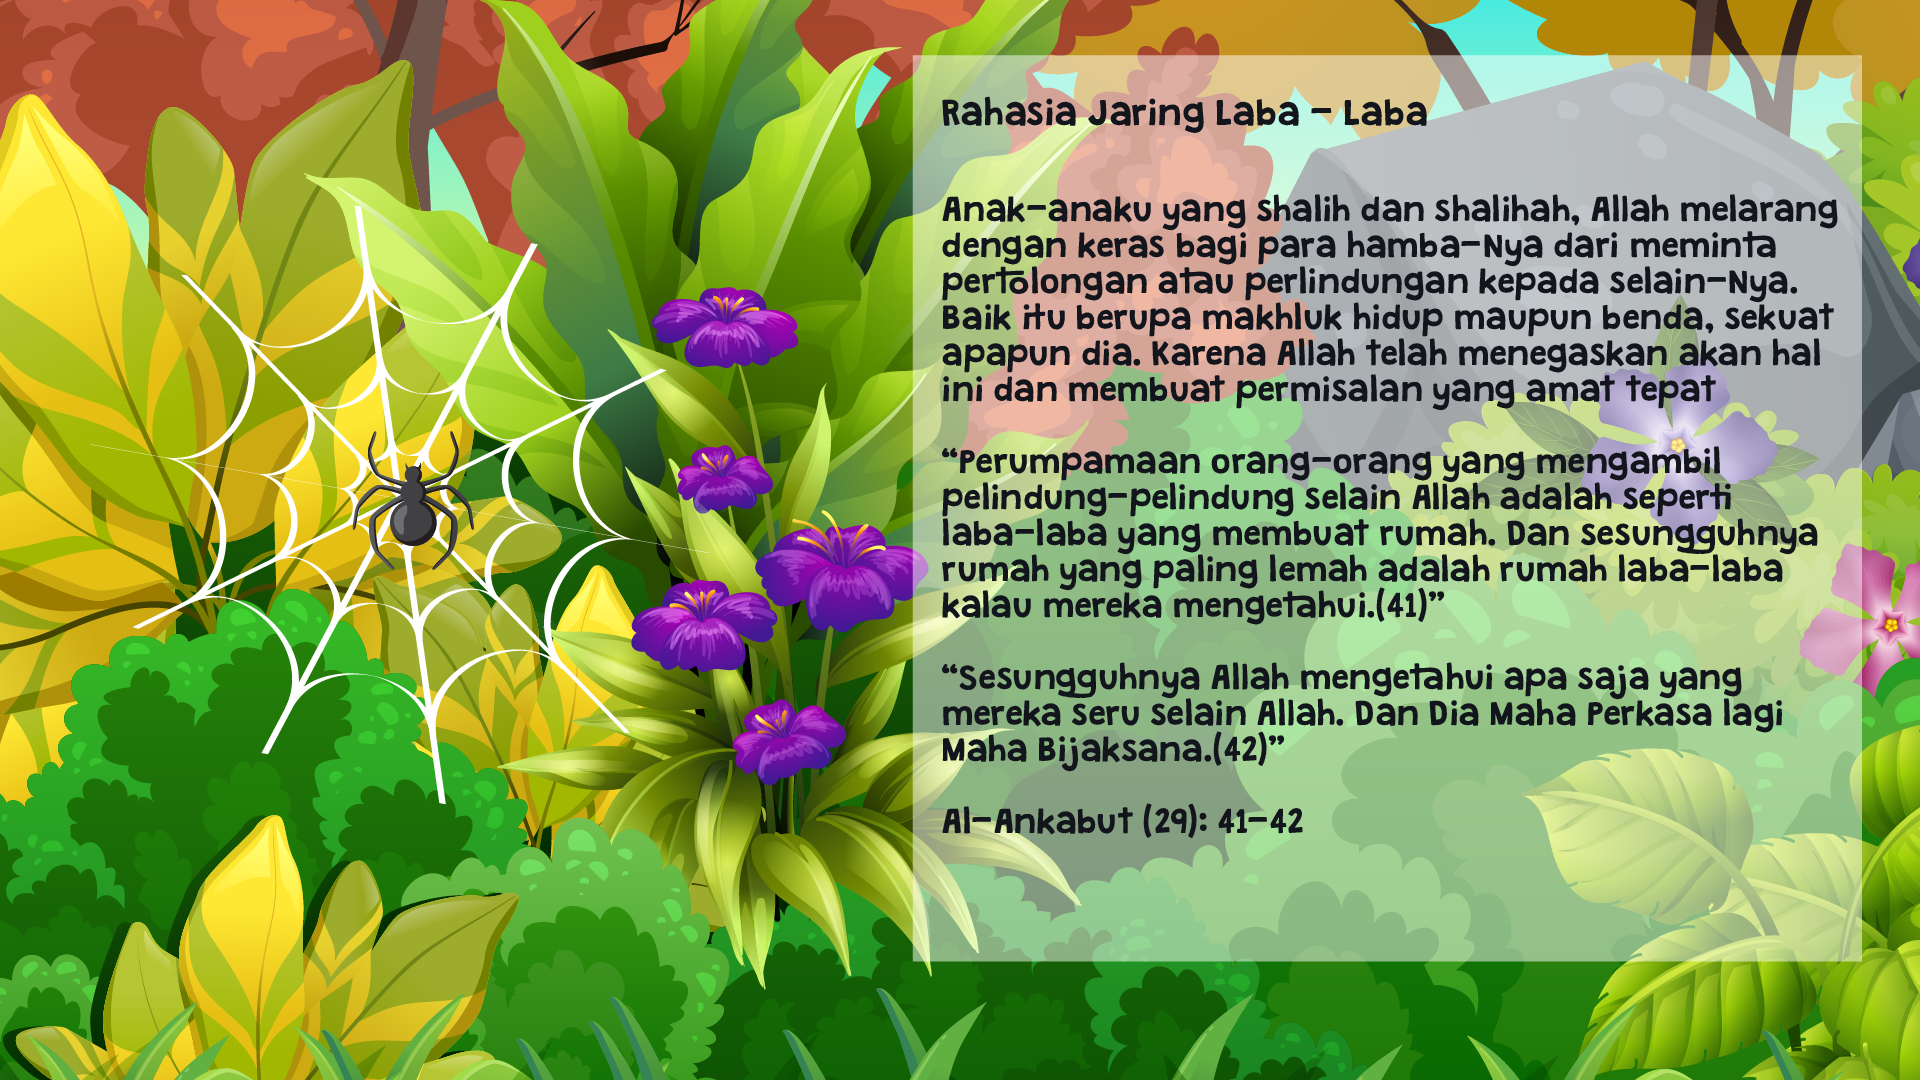 Rahasia Jaring Laba - Laba
Anak-anaku yang shalih dan shalihah, Allah melarang
dengan keras bagi para hamba-Nya dari meminta
pertolongan atau perlindungan kepada selain-Nya.
Baik itu berupa makhluk hidup maupun benda, sekuat
apapun dia. Karena Allah telah menegaskan akan hal
ini dan membuat permisalan yang amat tepat
“Perumpamaan orang-orang yang mengambil
pelindung-pelindung selain Allah adalah seperti
laba-laba yang membuat rumah. Dan sesungguhnya
rumah yang paling lemah adalah rumah laba-laba
kalau mereka mengetahui.(41)”
“Sesungguhnya Allah mengetahui apa saja yang
mereka seru selain Allah. Dan Dia Maha Perkasa lagi
Maha Bijaksana.(42)”
Al-Ankabut (29): 41-42